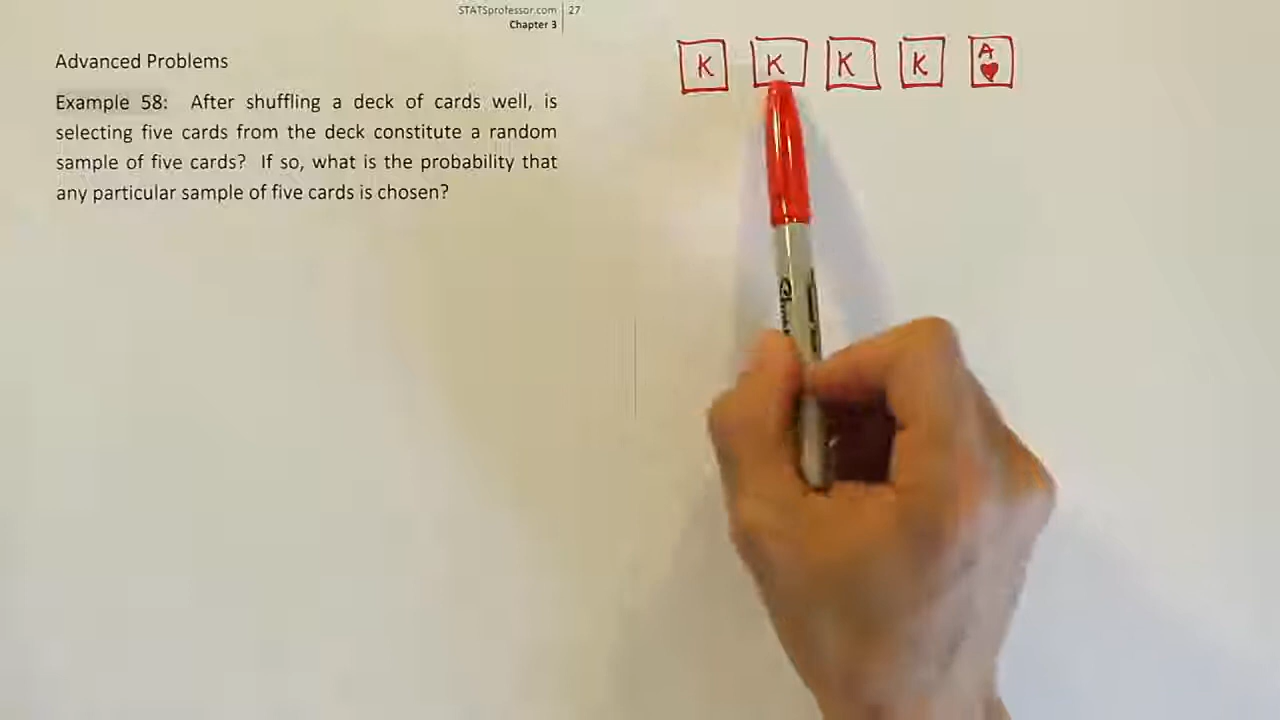 STATSprofessor.com 27
Chapter 3
Advanced Problems
Example 58: After shuffling a deck of cards well, is
selecting five cards from the deck constitute a random
sample of five cards? If so, what is the probability that
any particular sample of five cards is chosen?
K K K K A